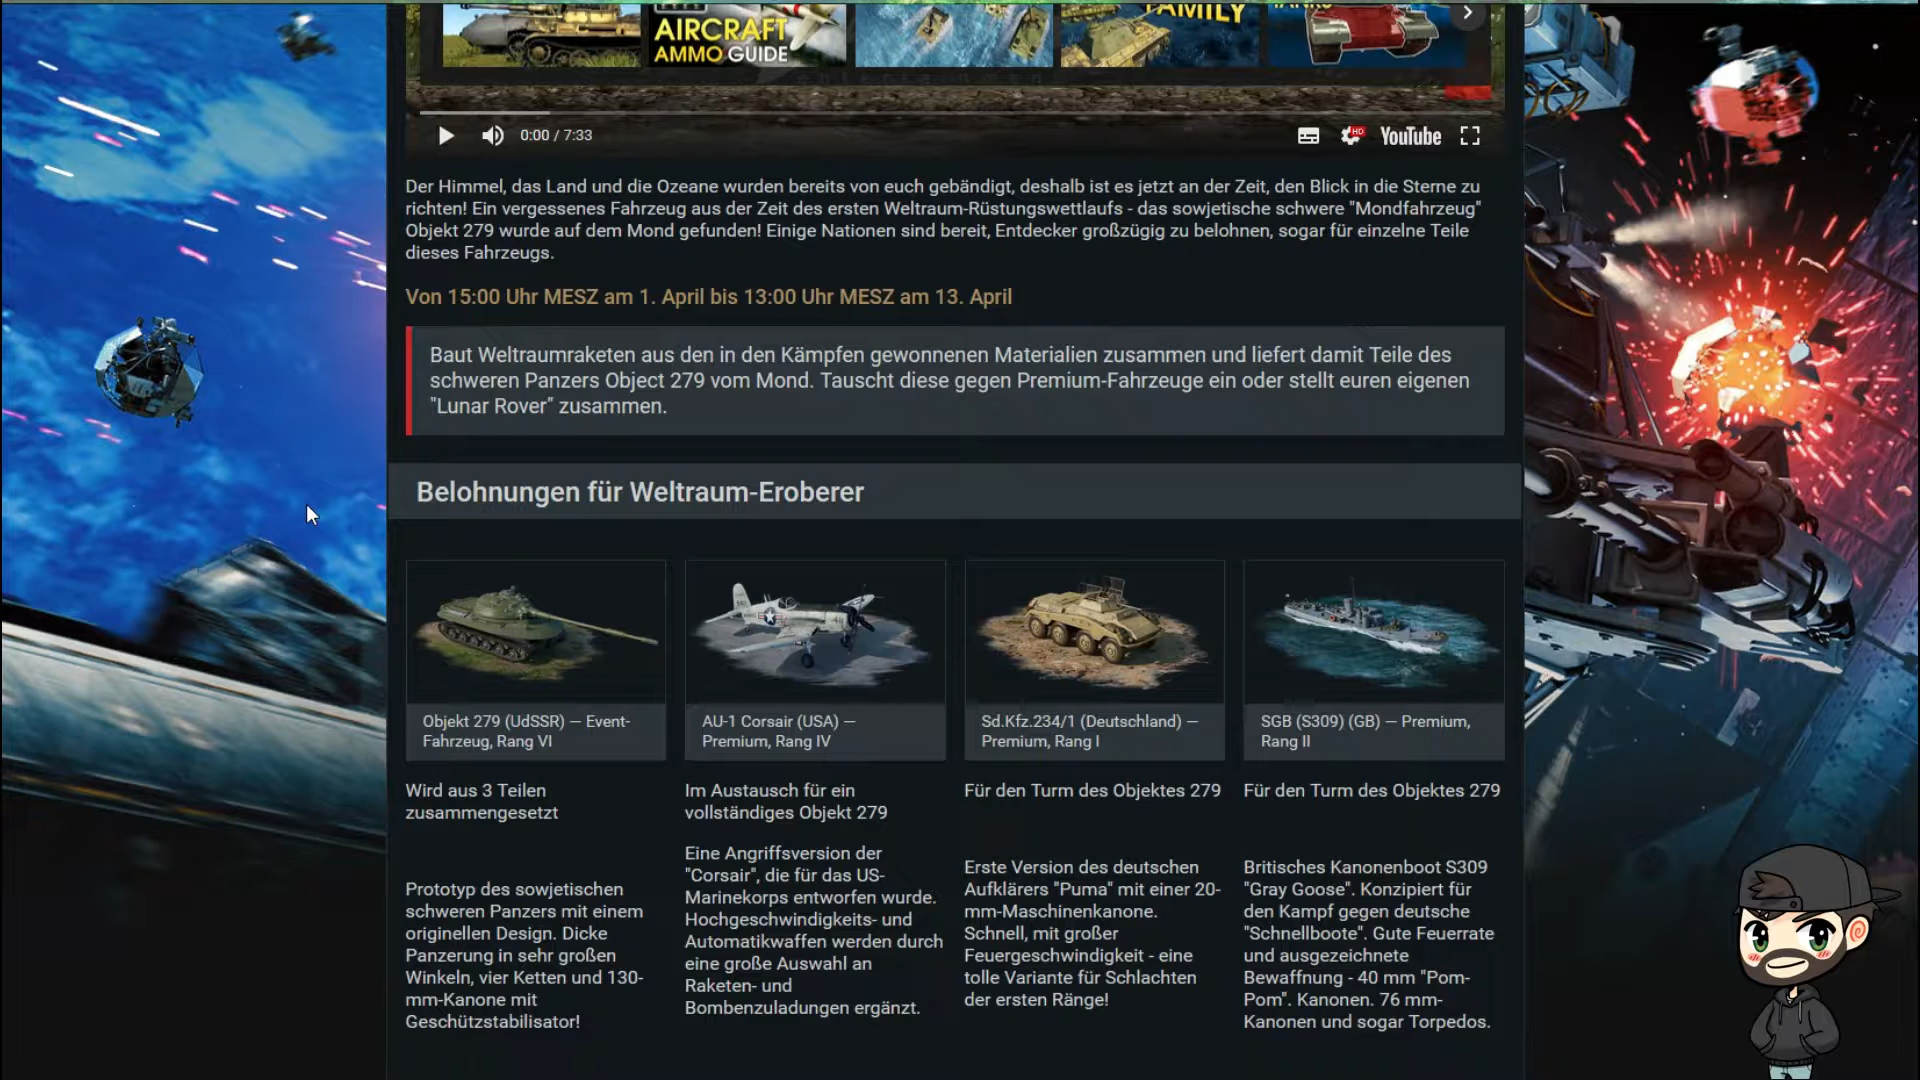 AIRCRAFT
AMMO GUIDE
FAMILY
TANKS
0:00 / 7:33
HD
YouTube
Der Himmel, das Land und die Ozeane wurden bereits von euch gebändigt, deshalb ist es jetzt an der Zeit, den Blick in die Sterne zu
richten! Ein vergessenes Fahrzeug aus der Zeit des ersten Weltraum-Rüstungswettlaufs - das sowjetische schwere "Mondfahrzeug"
Objekt 279 wurde auf dem Mond gefunden! Einige Nationen sind bereit, Entdecker großzügig zu belohnen, sogar für einzelne Teile
dieses Fahrzeugs.
Von 15:00 Uhr MESZ am 1. April bis 13:00 Uhr MESZ am 13. April
Baut Weltraumraketen aus den in den Kämpfen gewonnenen Materialien zusammen und liefert damit Teile des
schweren Panzers Object 279 vom Mond. Tauscht diese gegen Premium-Fahrzeuge ein oder stellt euren eigenen
"Lunar Rover" zusammen.
Belohnungen für Weltraum-Eroberer
Objekt 279 (UdSSR) — Event-
Fahrzeug, Rang VI
Wird aus 3 Teilen
zusammengesetzt
Prototyp des sowjetischen
schweren Panzers mit einem
originellen Design. Dicke
Panzerung in sehr großen
Winkeln, vier Ketten und 130-
mm-Kanone mit
Geschützstabilisator!
AU-1 Corsair (USA) —
Premium, Rang IV
Im Austausch für ein
vollständiges Objekt 279
Eine Angriffsversion der
"Corsair", die für das US-
Marinekorps entworfen wurde.
Hochgeschwindigkeits- und
Automatikwaffen werden durch
eine große Auswahl an
Raketen- und
Bombenzuladungen ergänzt.
Sd.Kfz.234/1 (Deutschland) —
Premium, Rang I
Für den Turm des Objektes 279
Erste Version des deutschen
Aufklärers "Puma" mit einer 20-
mm-Maschinenkanone.
Schnell, mit großer
Feuergeschwindigkeit - eine
tolle Variante für Schlachten
der ersten Ränge!
SGB (S309) (GB) — Premium,
Rang II
Für den Turm des Objektes 279
Britisches Kanonenboot S309
"Gray Goose". Konzipiert für
den Kampf gegen deutsche
"Schnellboote". Gute Feuerrate
und ausgezeichnete
Bewaffnung - 40 mm "Pom-
Pom". Kanonen. 76 mm-
Kanonen und sogar Torpedos.